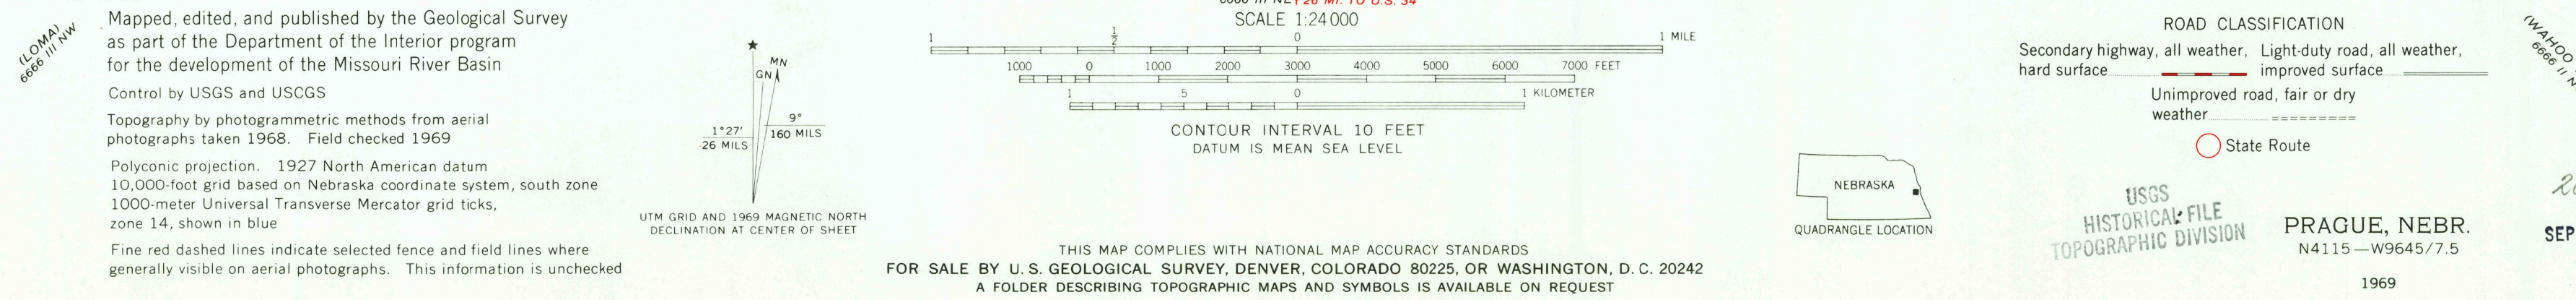 (LOMA)
6666 III NW
Mapped, edited, and published by the Geological Survey
as part of the Department of the Interior program
for the development of the Missouri River Basin
Control by USGS and USCGS
Topography by photogrammetric methods from aerial
photographs taken 1968. Field checked 1969
Polyconic projection. 1927 North American datum
10,000-foot grid based on Nebraska coordinate system, south zone
1000-meter Universal Transverse Mercator grid ticks,
zone 14, shown in blue
Fine red dashed lines indicate selected fence and field lines where
generally visible on aerial photographs. This information is unchecked
MN
GN
1°27'
26 MILS
9°
160 MILS
UTM GRID AND 1969 MAGNETIC NORTH
DECLINATION AT CENTER OF SHEET
6666 III NE 26 MI. TO U.S. 34
SCALE 1:24 000
1 ½ 0 1 MILE
1000 0 1000 2000 3000 4000 5000 6000 7000 FEET
1 .5 0 1 KILOMETER
CONTOUR INTERVAL 10 FEET
DATUM IS MEAN SEA LEVEL
THIS MAP COMPLIES WITH NATIONAL MAP ACCURACY STANDARDS
FOR SALE BY U. S. GEOLOGICAL SURVEY, DENVER, COLORADO 80225, OR WASHINGTON, D. C. 20242
A FOLDER DESCRIBING TOPOGRAPHIC MAPS AND SYMBOLS IS AVAILABLE ON REQUEST
NEBRASKA
QUADRANGLE LOCATION
ROAD CLASSIFICATION
Secondary highway, all weather,
hard surface
Light-duty road, all weather,
improved surface
Unimproved road, fair or dry
weather
State Route
USGS
HISTORICAL FILE
TOPOGRAPHIC DIVISION
PRAGUE, NEBR.
N4115—W9645/7.5
1969
(WAHOO
6666 II
SEP